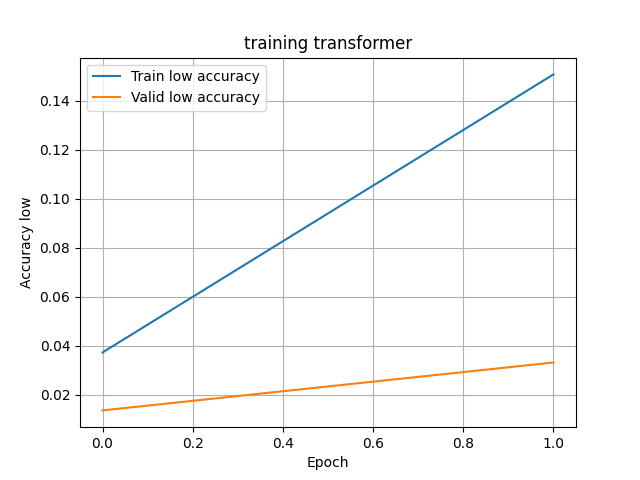 training transformer
Train low accuracy
Valid low accuracy
Accuracy low
0.14
0.12
0.10
0.08
0.06
0.04
0.02
0.0 0.2 0.4 0.6 0.8 1.0
Epoch